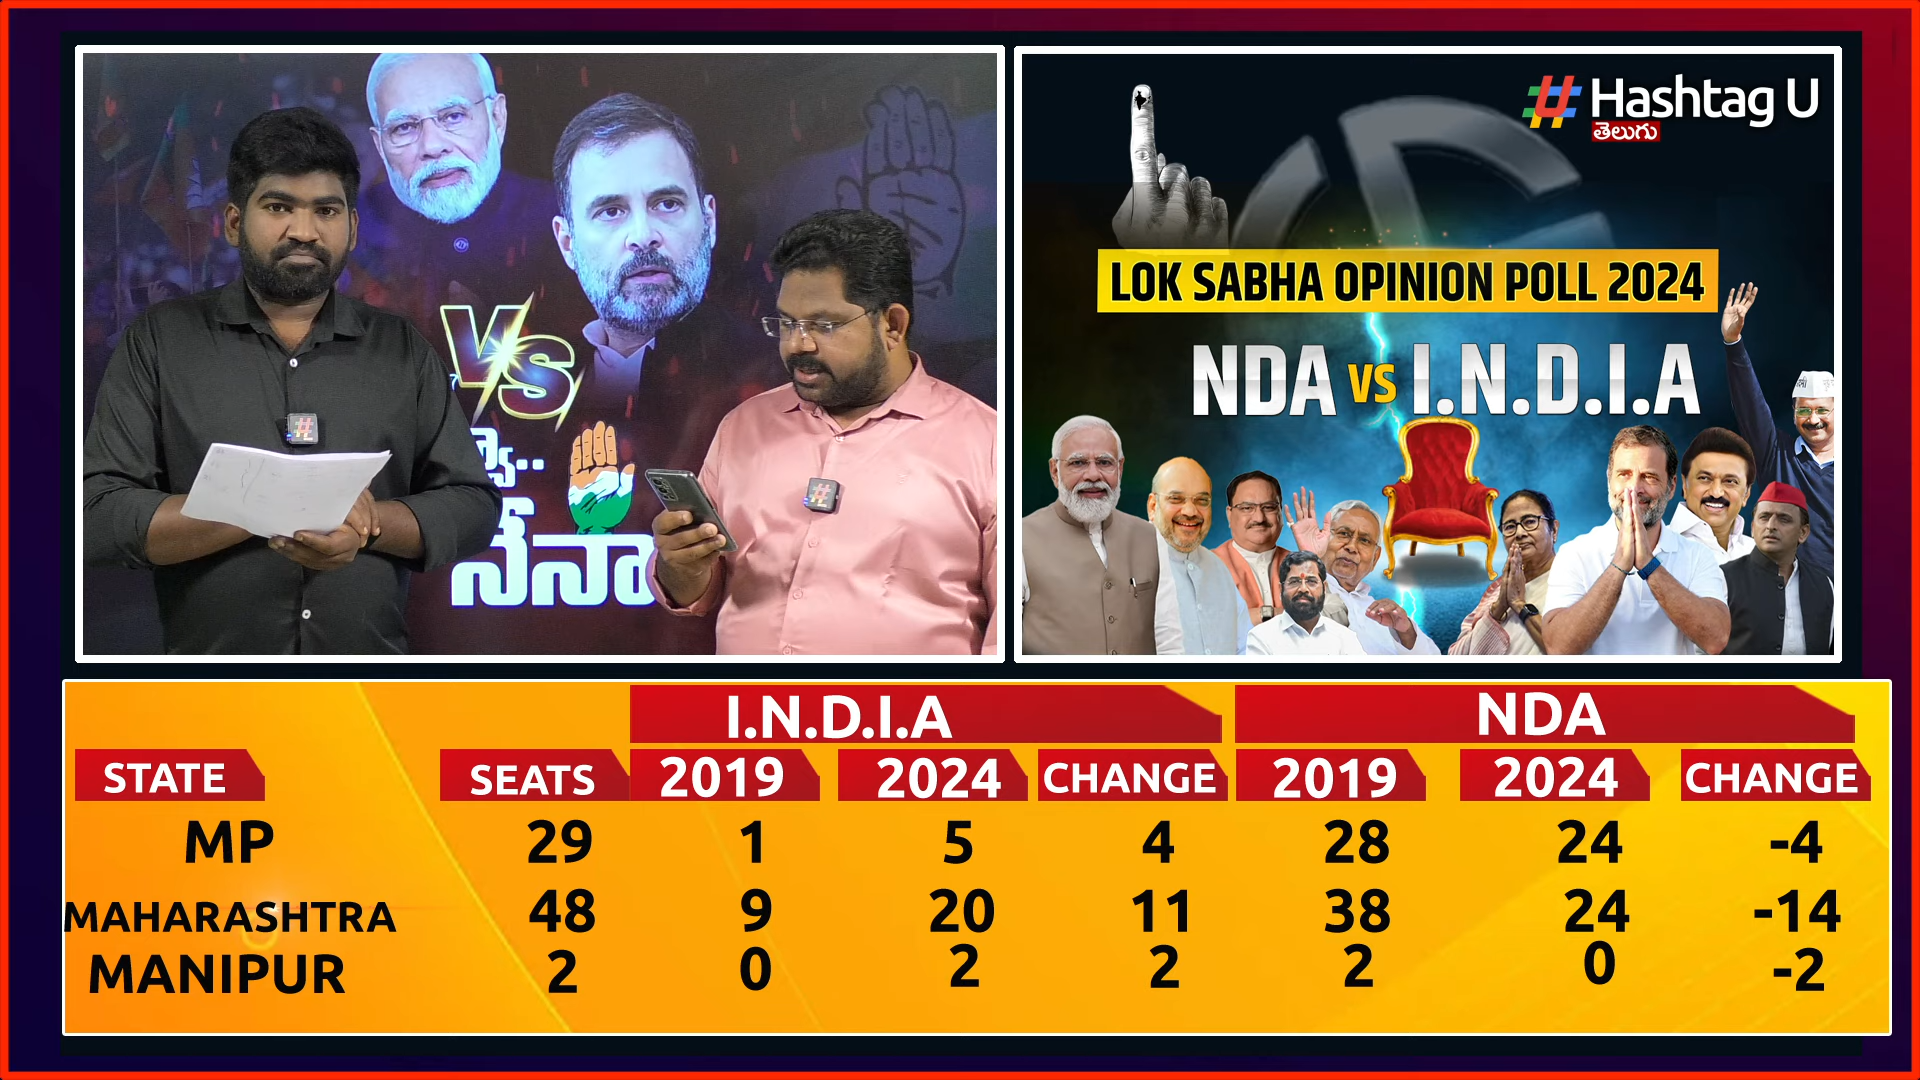 VS
నేనా
Hashtag U
తెలుగు
LOK SABHA OPINION POLL 2024
NDA VS I.N.D.I.A
I.N.D.I.A NDA
STATE SEATS 2019 2024 CHANGE 2019 2024 CHANGE
MP 29 1 5 4 28 24 -4
MAHARASHTRA 48 9 20 11 38 24 -14
MANIPUR 2 0 2 2 2 0 -2